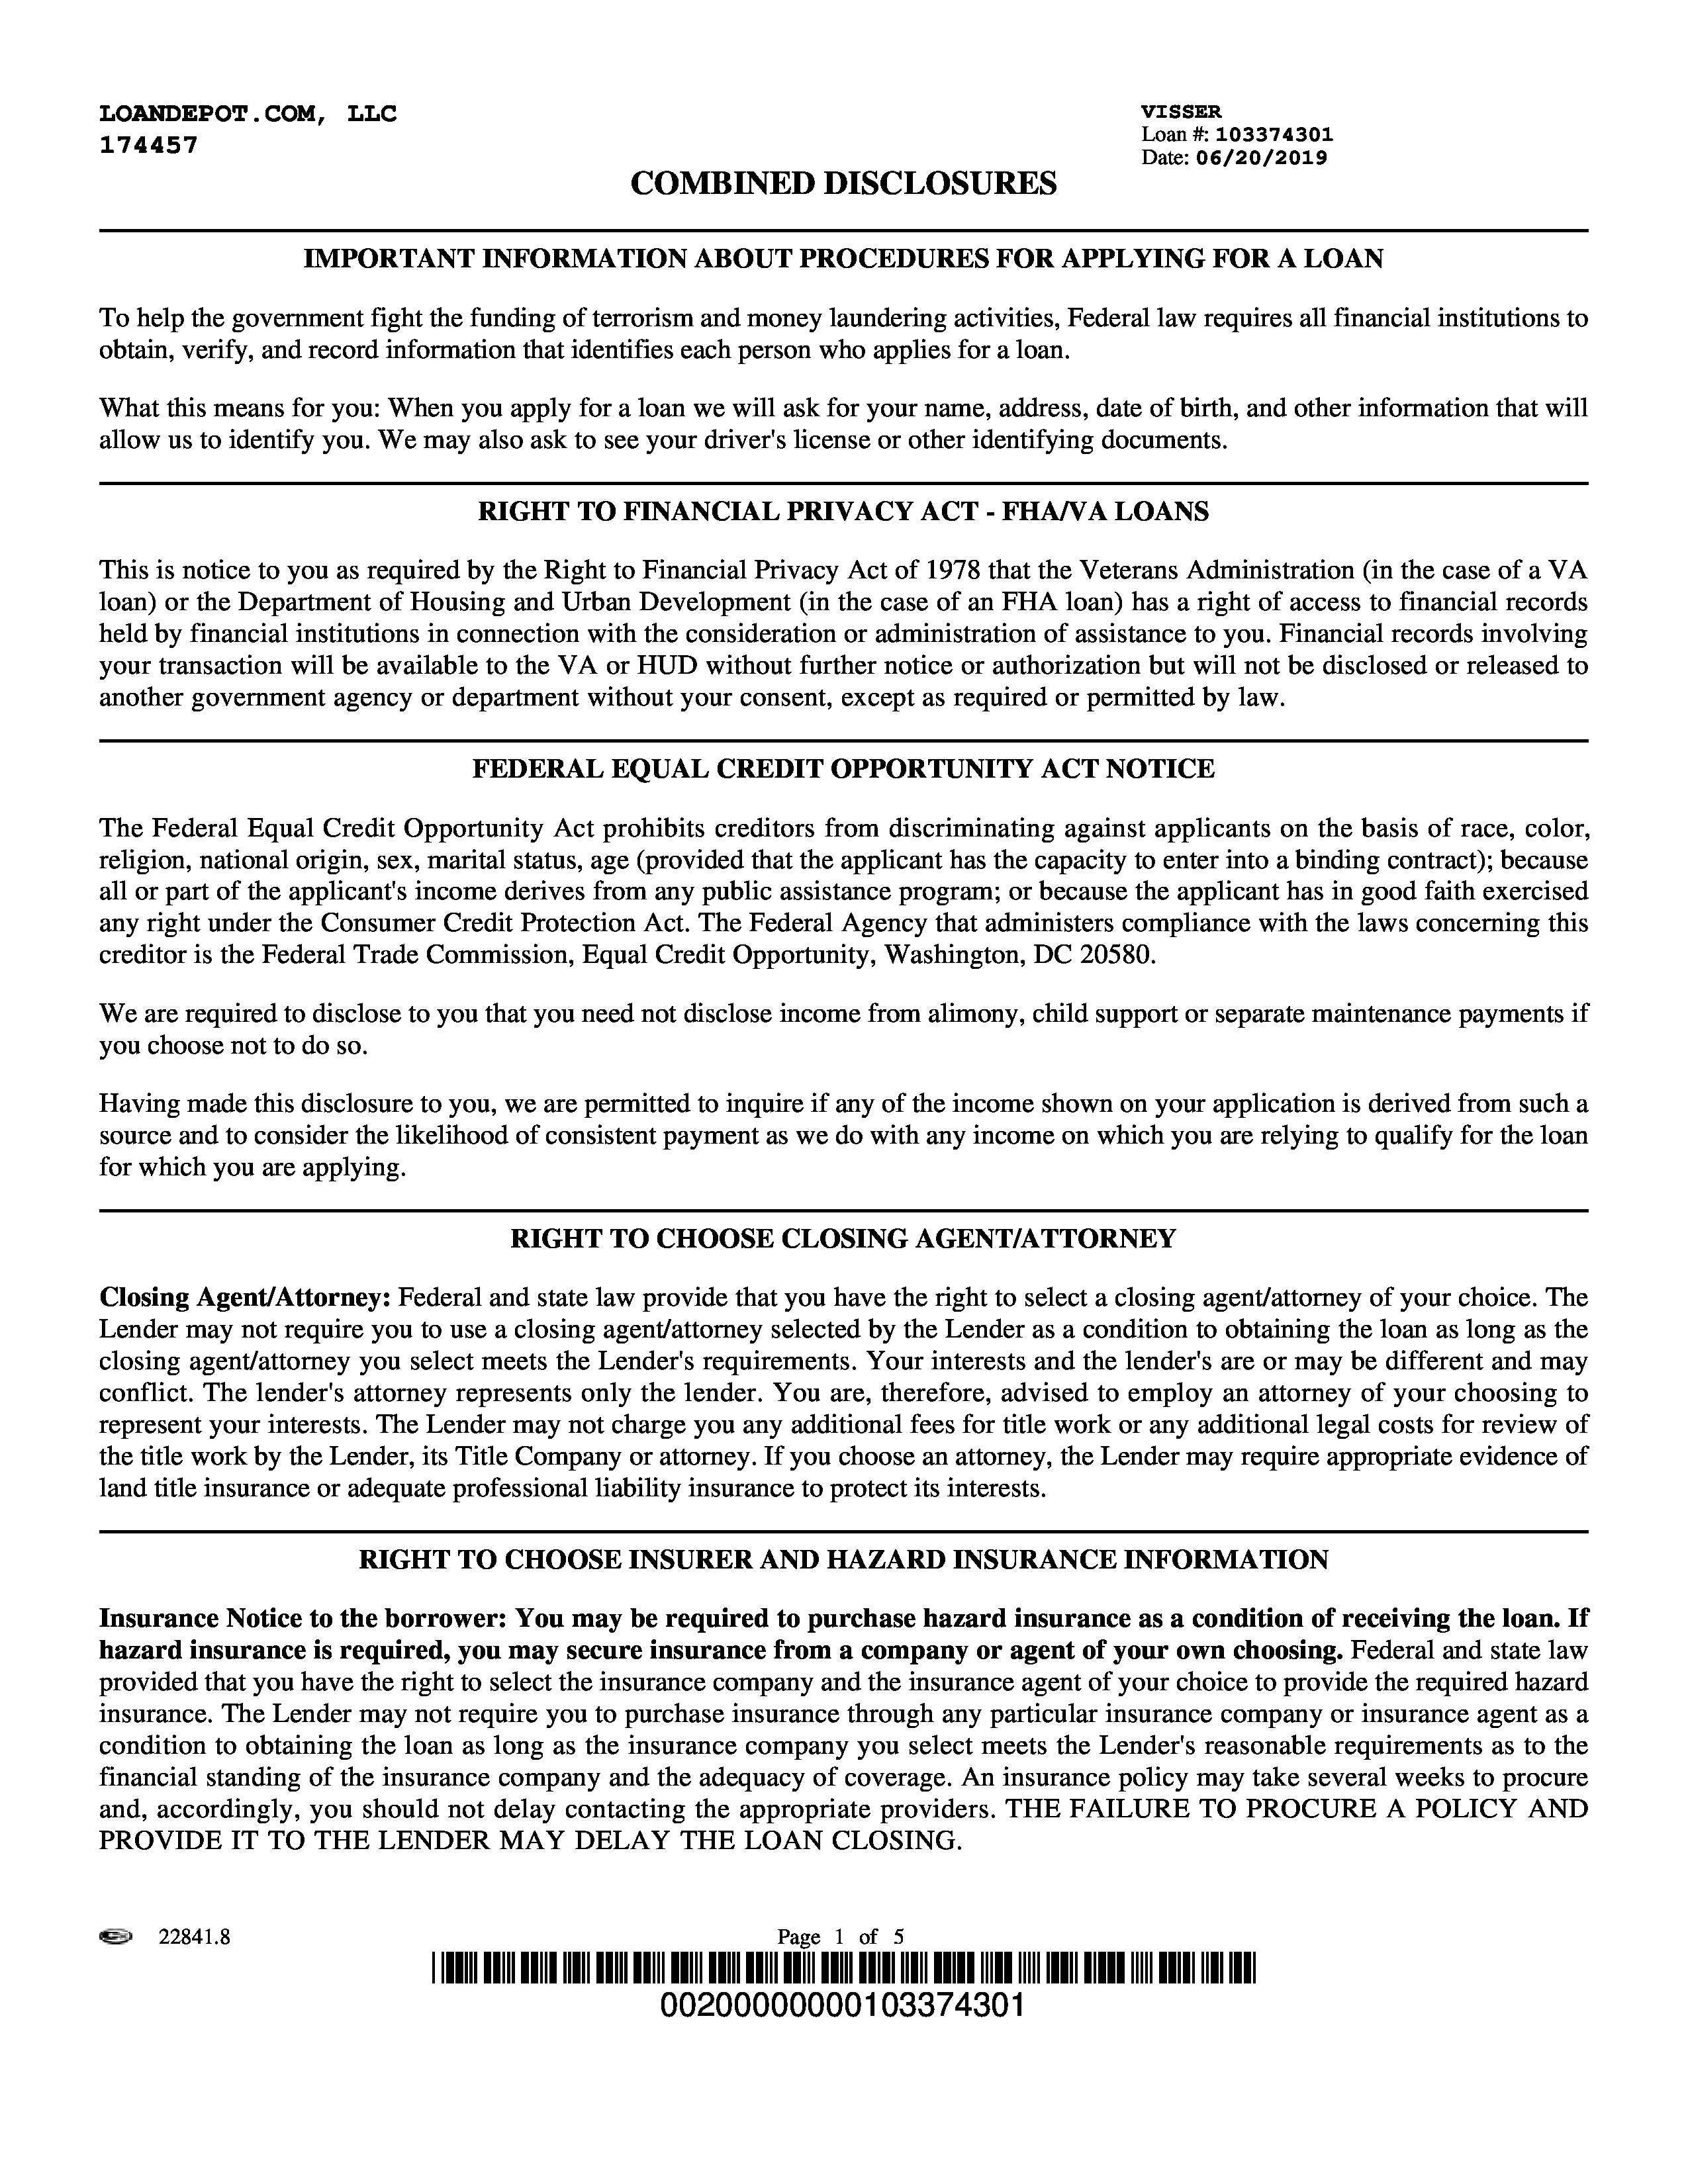 LOANDEPOT.COM, LLC
174457
VISSER
Loan #: 103374301
Date: 06/20/2019
COMBINED DISCLOSURES
IMPORTANT INFORMATION ABOUT PROCEDURES FOR APPLYING FOR A LOAN
To help the government fight the funding of terrorism and money laundering activities, Federal law requires all financial institutions to
obtain, verify, and record information that identifies each person who applies for a loan.
What this means for you: When you apply for a loan we will ask for your name, address, date of birth, and other information that will
allow us to identify you. We may also ask to see your driver's license or other identifying documents.
RIGHT TO FINANCIAL PRIVACY ACT - FHA/VA LOANS
This is notice to you as required by the Right to Financial Privacy Act of 1978 that the Veterans Administration (in the case of a VA
loan) or the Department of Housing and Urban Development (in the case of an FHA loan) has a right of access to financial records
held by financial institutions in connection with the consideration or administration of assistance to you. Financial records involving
your transaction will be available to the VA or HUD without further notice or authorization but will not be disclosed or released to
another government agency or department without your consent, except as required or permitted by law.
FEDERAL EQUAL CREDIT OPPORTUNITY ACT NOTICE
The Federal Equal Credit Opportunity Act prohibits creditors from discriminating against applicants on the basis of race, color,
religion, national origin, sex, marital status, age (provided that the applicant has the capacity to enter into a binding contract); because
all or part of the applicant's income derives from any public assistance program; or because the applicant has in good faith exercised
any right under the Consumer Credit Protection Act. The Federal Agency that administers compliance with the laws concerning this
creditor is the Federal Trade Commission, Equal Credit Opportunity, Washington, DC 20580.
We are required to disclose to you that you need not disclose income from alimony, child support or separate maintenance payments if
you choose not to do so.
Having made this disclosure to you, we are permitted to inquire if any of the income shown on your application is derived from such a
source and to consider the likelihood of consistent payment as we do with any income on which you are relying to qualify for the loan
for which you are applying.
RIGHT TO CHOOSE CLOSING AGENT/ATTORNEY
Closing Agent/Attorney: Federal and state law provide that you have the right to select a closing agent/attorney of your choice. The
Lender may not require you to use a closing agent/attorney selected by the Lender as a condition to obtaining the loan as long as the
closing agent/attorney you select meets the Lender's requirements. Your interests and the lender's are or may be different and may
conflict. The lender's attorney represents only the lender. You are, therefore, advised to employ an attorney of your choosing to
represent your interests. The Lender may not charge you any additional fees for title work or any additional legal costs for review of
the title work by the Lender, its Title Company or attorney. If you choose an attorney, the Lender may require appropriate evidence of
land title insurance or adequate professional liability insurance to protect its interests.
RIGHT TO CHOOSE INSURER AND HAZARD INSURANCE INFORMATION
Insurance Notice to the borrower: You may be required to purchase hazard insurance as a condition of receiving the loan. If
hazard insurance is required, you may secure insurance from a company or agent of your own choosing. Federal and state law
provided that you have the right to select the insurance company and the insurance agent of your choice to provide the required hazard
insurance. The Lender may not require you to purchase insurance through any particular insurance company or insurance agent as a
condition to obtaining the loan as long as the insurance company you select meets the Lender's reasonable requirements as to the
financial standing of the insurance company and the adequacy of coverage. An insurance policy may take several weeks to procure
and, accordingly, you should not delay contacting the appropriate providers. THE FAILURE TO PROCURE A POLICY AND
PROVIDE IT TO THE LENDER MAY DELAY THE LOAN CLOSING.
22841.8
Page 1 of 5
00200000000103374301